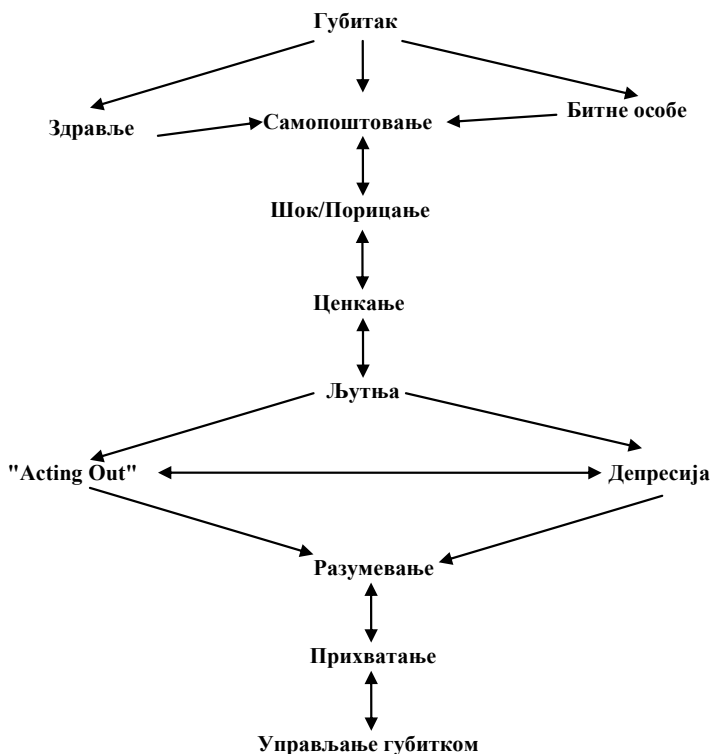 Губитак
Здравље
Самопоштовање
Битне особе
Шок/Порицање
Ценкање
Љутња
"Acting Out"
Депресија
Разумевање
Прихватање
Управљање губитком